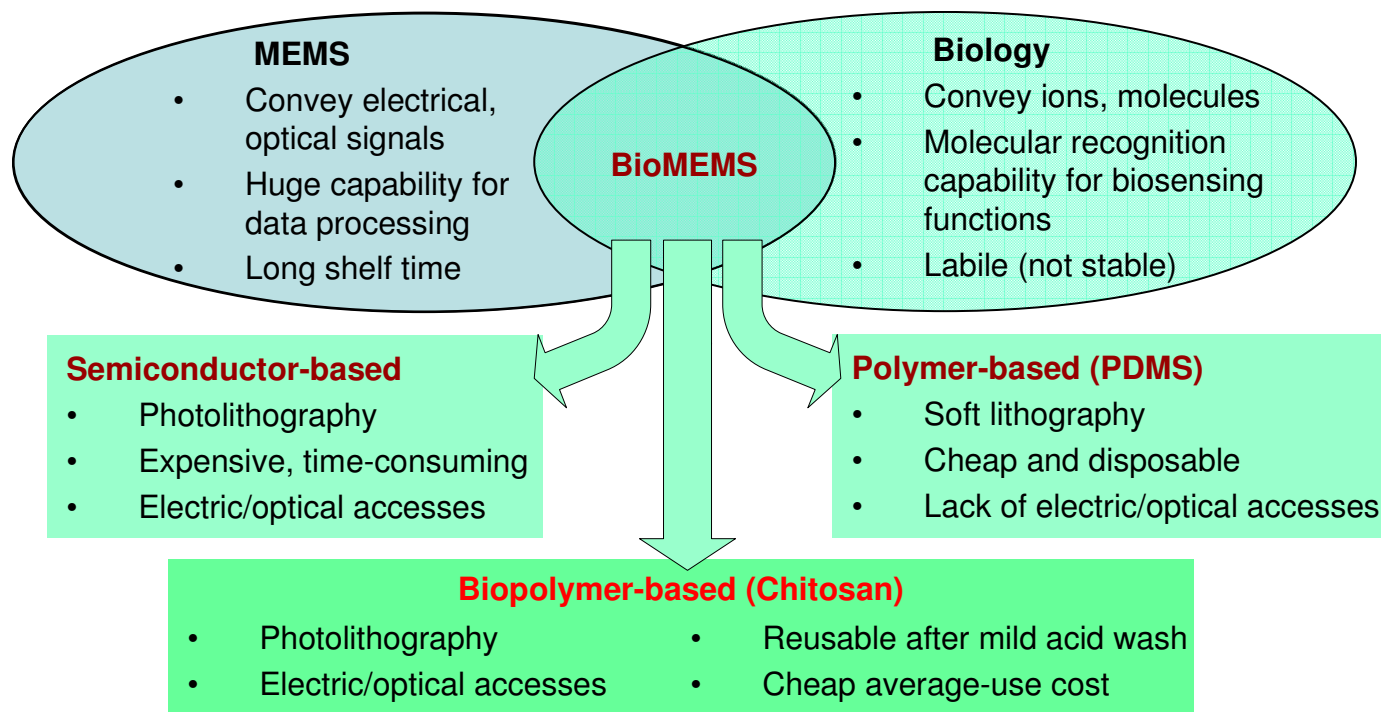 MEMS
• Convey electrical,
optical signals
• Huge capability for
data processing
• Long shelf time
BioMEMS
Biology
• Convey ions, molecules
• Molecular recognition
capability for biosensing
functions
• Labile (not stable)
Semiconductor-based
• Photolithography
• Expensive, time-consuming
• Electric/optical accesses
Polymer-based (PDMS)
• Soft lithography
• Cheap and disposable
• Lack of electric/optical accesses
Biopolymer-based (Chitosan)
• Photolithography
• Electric/optical accesses
• Reusable after mild acid wash
• Cheap average-use cost